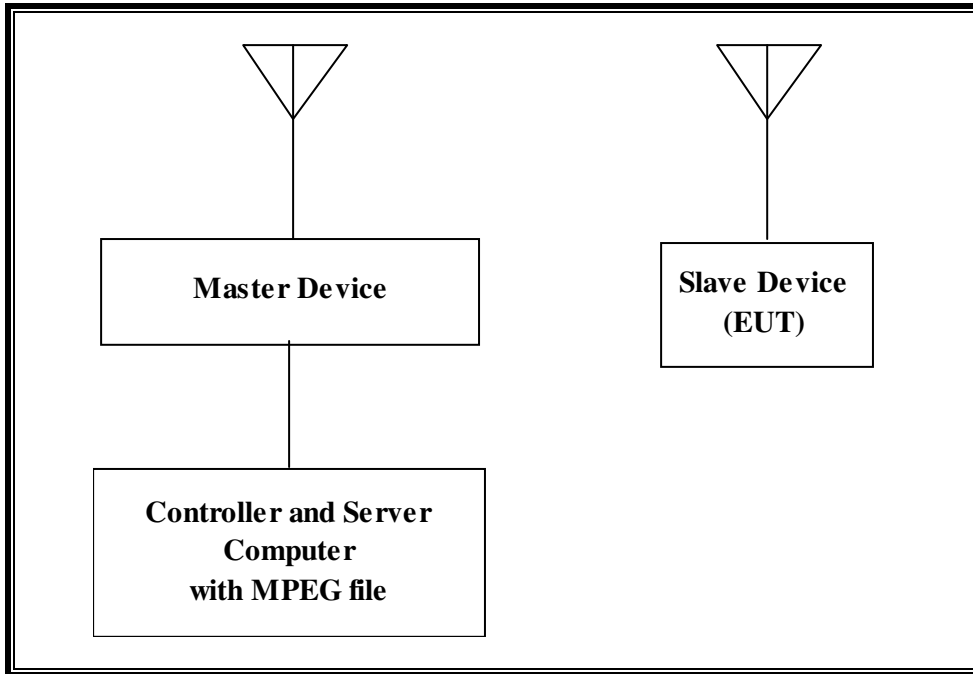 Master Device
Slave Device
(EUT)
Controller and Server
Computer
with MPEG file